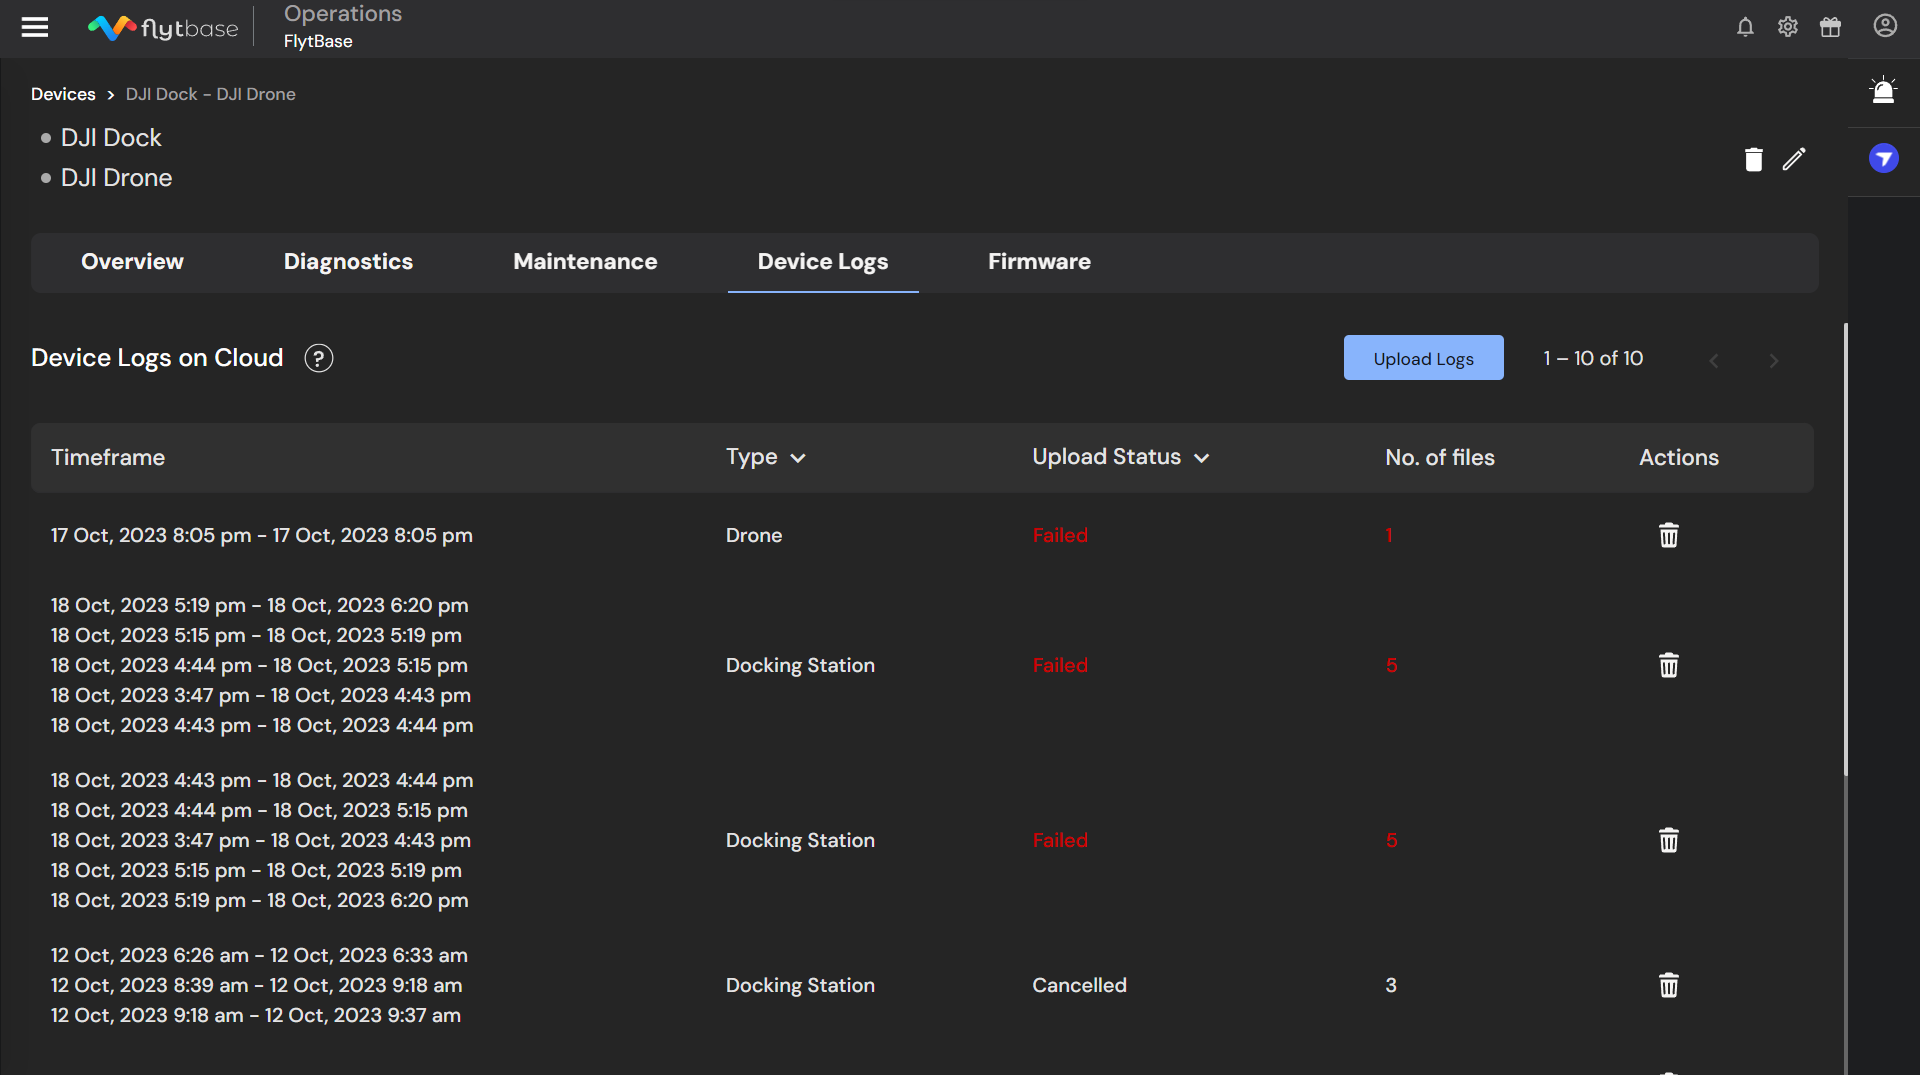 flytbase
Operations
FlytBase
Devices > DJI Dock - DJI Drone
DJI Dock
DJI Drone
Overview Diagnostics Maintenance Device Logs Firmware
Device Logs on Cloud ?
Upload Logs 1 – 10 of 10
Timeframe Type Upload Status No. of files Actions
17 Oct, 2023 8:05 pm - 17 Oct, 2023 8:05 pm Drone Failed 1
18 Oct, 2023 5:19 pm - 18 Oct, 2023 6:20 pm
18 Oct, 2023 5:15 pm - 18 Oct, 2023 5:19 pm
18 Oct, 2023 4:44 pm - 18 Oct, 2023 5:15 pm Docking Station Failed 5
18 Oct, 2023 3:47 pm - 18 Oct, 2023 4:43 pm
18 Oct, 2023 4:43 pm - 18 Oct, 2023 4:44 pm
18 Oct, 2023 4:43 pm - 18 Oct, 2023 4:44 pm
18 Oct, 2023 4:44 pm - 18 Oct, 2023 5:15 pm
18 Oct, 2023 3:47 pm - 18 Oct, 2023 4:43 pm Docking Station Failed 5
18 Oct, 2023 5:15 pm - 18 Oct, 2023 5:19 pm
18 Oct, 2023 5:19 pm - 18 Oct, 2023 6:20 pm
12 Oct, 2023 6:26 am - 12 Oct, 2023 6:33 am
12 Oct, 2023 8:39 am - 12 Oct, 2023 9:18 am Docking Station Cancelled 3
12 Oct, 2023 9:18 am - 12 Oct, 2023 9:37 am